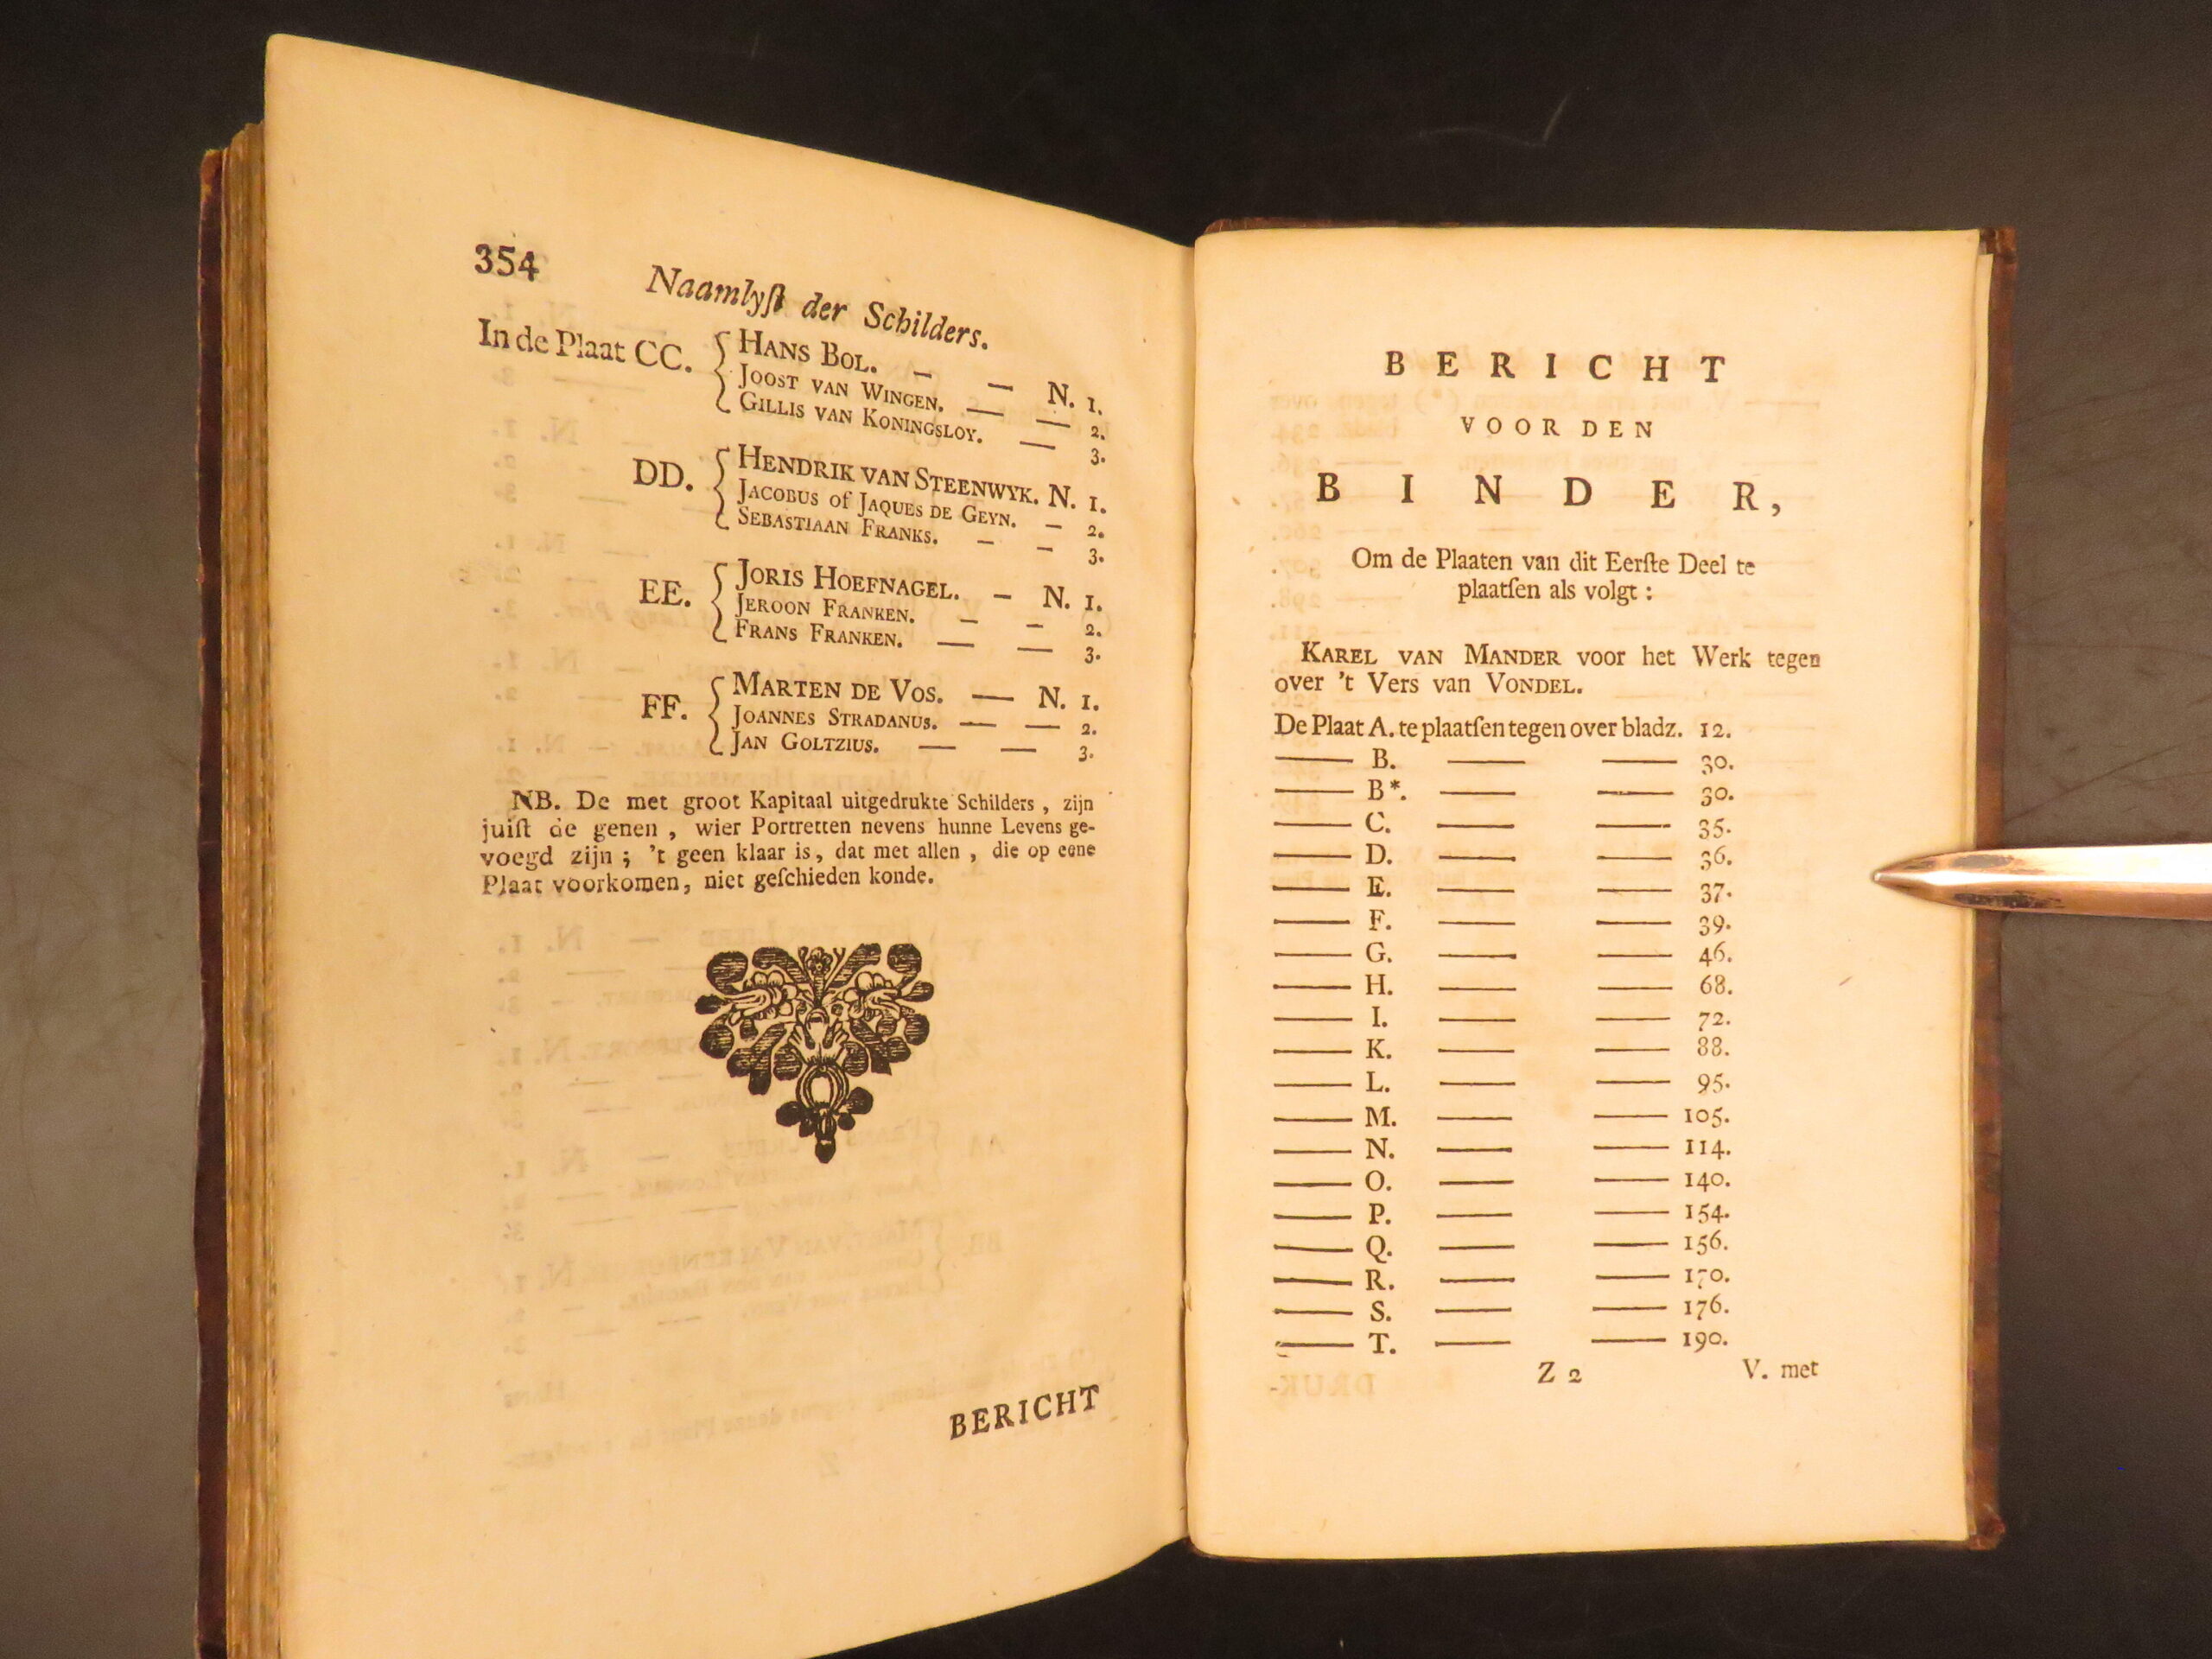 354
Naamlyſt der Schilders.
In de Plaat CC. { HANS BOL. — — N. 1.
JOOST VAN WINGEN. — — 2.
GILLIS VAN KONINGSLOY. — 3.
DD. { HENDRIK VAN STEENWYK. N. 1.
JACOBUS of JAQUES DE GEYN. — 2.
SEBASTIAAN FRANKS. — — 3.
EE. { JORIS HOEFNAGEL. — N. 1.
JEROON FRANKEN. — — 2.
FRANS FRANKEN. — — 3.
FF. { MARTEN DE VOS. — N. 1.
JOANNES STRADANUS. — — 2.
JAN GOLTZIUS. — — 3.
NB. De met groot Kapitaal uitgedrukte Schilders, zijn
juiſt de genen, wier Portretten nevens hunne Levens ge-
voegd zijn; 't geen klaar is, dat met allen, die op eene
Plaat voorkomen, niet geſchieden konde.
BERICHT
BERICHT
VOOR DEN
BINDER,
Om de Plaaten van dit Eerſte Deel te
plaatſen als volgt:
KAREL VAN MANDER voor het Werk tegen
over 't Vers van VONDEL.
De Plaat A. te plaatſen tegen over bladz. 12.
— B. — — 30.
— B*. — — 30.
— C. — — 35.
— D. — — 36.
— E. — — 37.
— F. — — 39.
— G. — — 46.
— H. — — 68.
— I. — — 72.
— K. — — 88.
— L. — — 95.
— M. — — 105.
— N. — — 114.
— O. — — 140.
— P. — — 154.
— Q. — — 156.
— R. — — 170.
— S. — — 176.
— T. — — 190.
Z 2 V. met